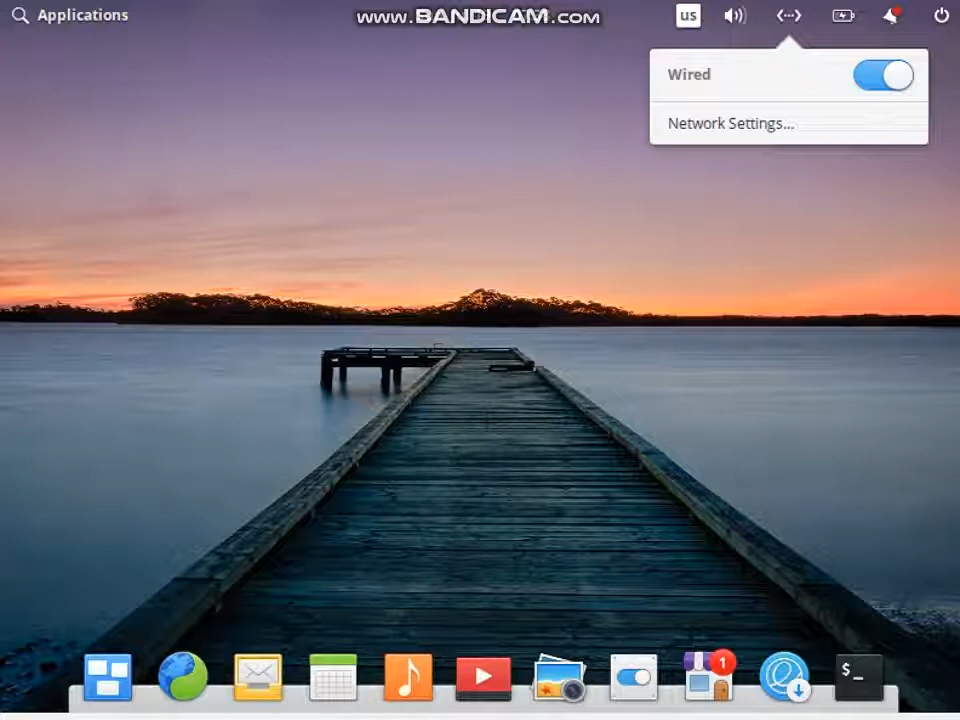 Applications
www.BANDICAM.com
us
Wired
Network Settings...
1
$_